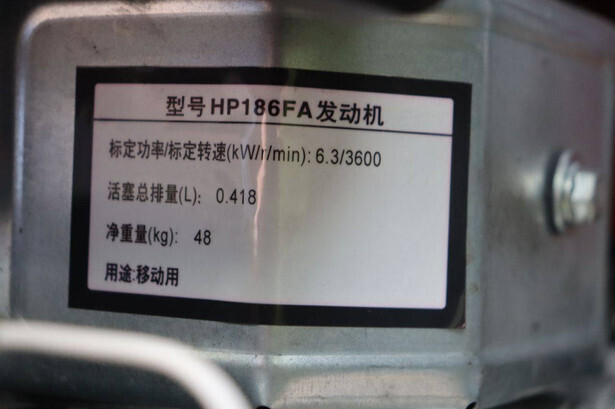 型号HP186FA发动机
标定功率/标定转速(kW/r/min): 6.3/3600
活塞总排量(L): 0.418
净重量(kg): 48
用途:移动用